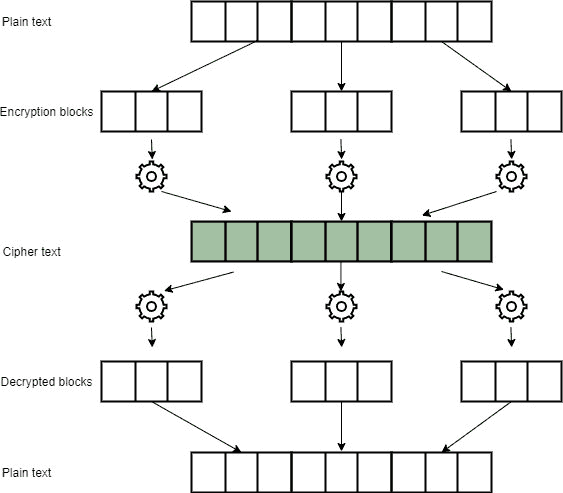 Plain text
Encryption blocks
Cipher text
Decrypted blocks
Plain text